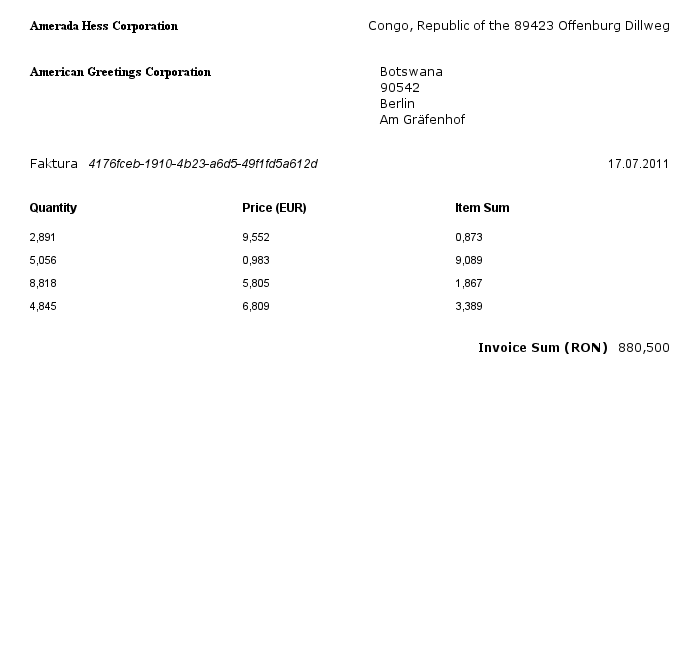 Amerada Hess Corporation Congo, Republic of the 89423 Offenburg Dillweg
American Greetings Corporation Botswana
90542
Berlin
Am Gräfenhof
Faktura 4176fceb-1910-4b23-a6d5-49f1fd5a612d 17.07.2011
Quantity Price (EUR) Item Sum
2,891 9,552 0,873
5,056 0,983 9,089
8,818 5,805 1,867
4,845 6,809 3,389
Invoice Sum (RON) 880,500